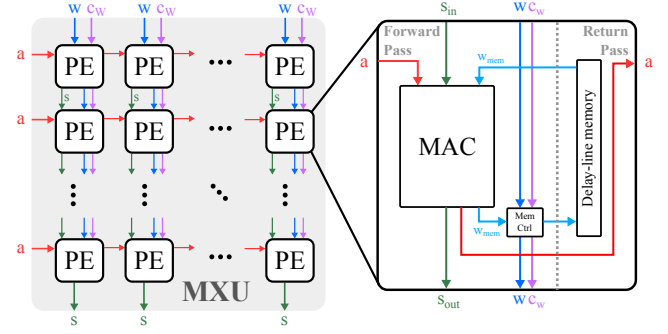 w c_w w c_w w c_w
a PE PE ••• PE
s
a PE PE ••• PE
a PE PE ••• PE
MXU
s s s
s_in w c_w
Forward Pass
Return Pass
a
w_mem
a
MAC
Delay-line memory
w_mem
Mem
Ctrl
s_out w c_w